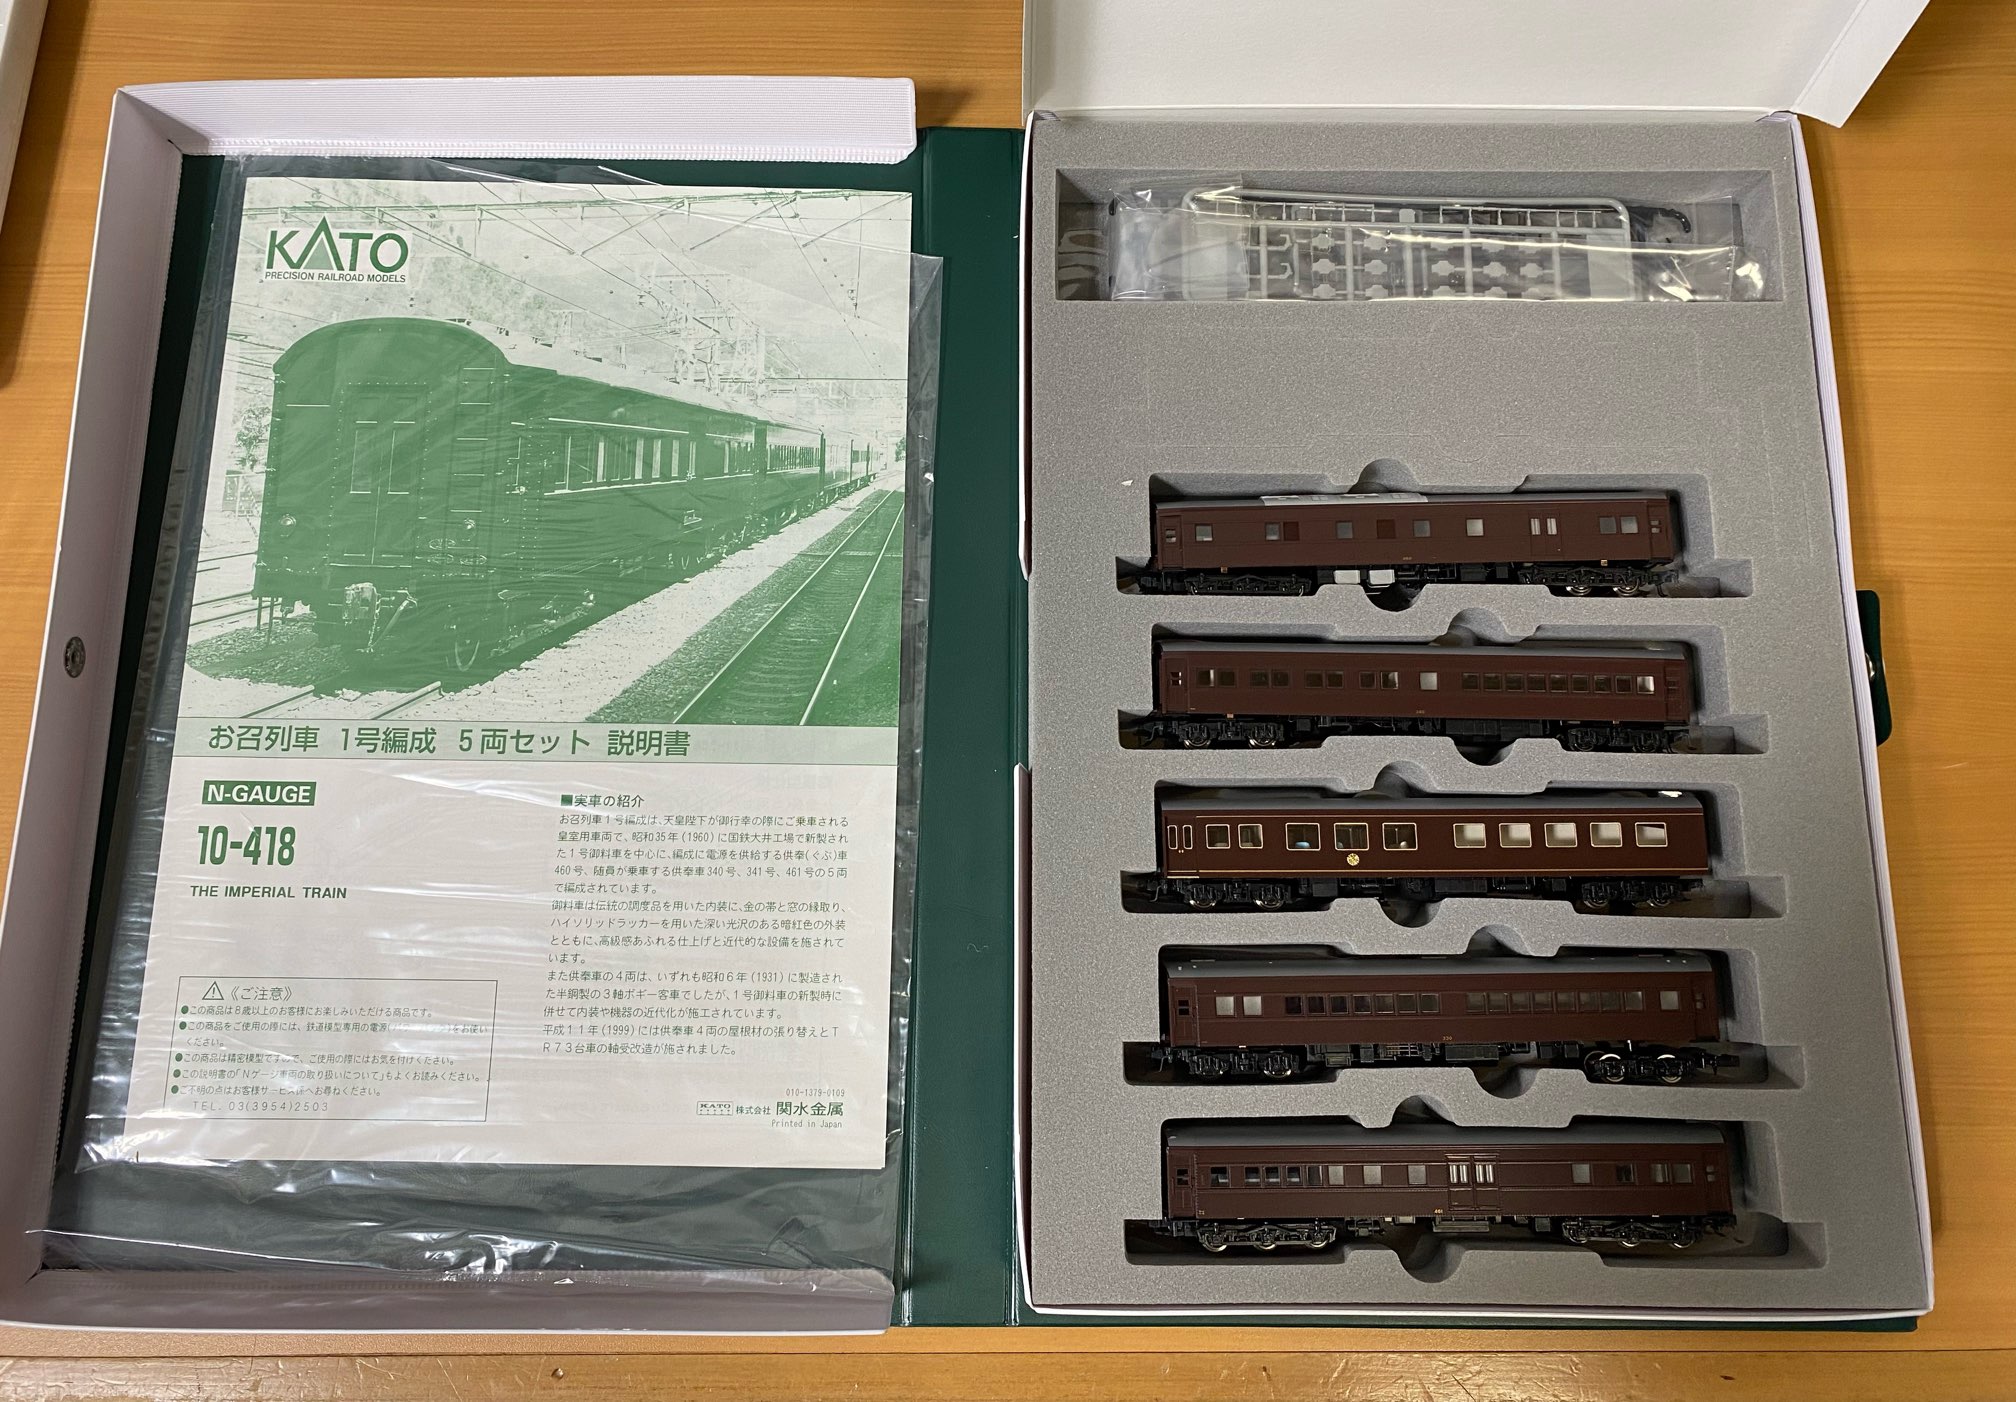 KATO
PRECISION RAILROAD MODELS
お召列車 1号編成 5両セット 説明書
N-GAUGE
10-418
THE IMPERIAL TRAIN
■実車の紹介
お召列車1号編成は、天皇陛下が御行幸の際にご乗車される
皇室用車両で、昭和35年(1960)に国鉄大井工場で新製され
た1号御料車を中心に、編成に電源を供給する供奉(ぐぶ)車
460号、随員が乗車する供奉車340号、341号、461号の5両
で編成されています。
御料車は伝統の調度品を用いた内装に、金の帯と窓の縁取り、
ハイソリッドラッカーを用いた深い光沢のある暗紅色の外装
とともに、高級感あふれる仕上げと近代的な設備を施されて
います。
また供奉車の4両は、いずれも昭和6年(1931)に製造され
た半鋼製の3軸ボギー客車でしたが、1号御料車の新製時に
併せて内装や機器の近代化が施工されています。
平成11年(1999)には供奉車4両の屋根材の張り替えとT
R73台車の軸受改造が施されました。
⚠《ご注意》
●この商品は8歳以上のお客様にお楽しみいただける商品です。
●この商品をご使用の際には、鉄道模型専用の電源をお使い
ください。
●この商品は精密模型ですので、ご使用の際にはお気を付けください。
●この説明書の「Nゲージ車両の取り扱いについて」もよくお読みください。
●ご不明の点はお客様サービス係へお尋ねください。
TEL. 03(3954)2503
010-1379-0109
KATO 株式会社 関水金属
Printed in Japan
461